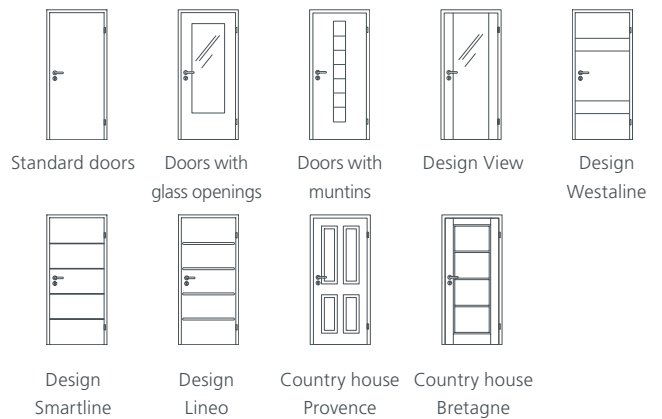 Standard doors
Doors with
glass openings
Doors with
muntins
Design View
Design
Westaline
Design
Smartline
Design
Lineo
Country house
Provence
Country house
Bretagne